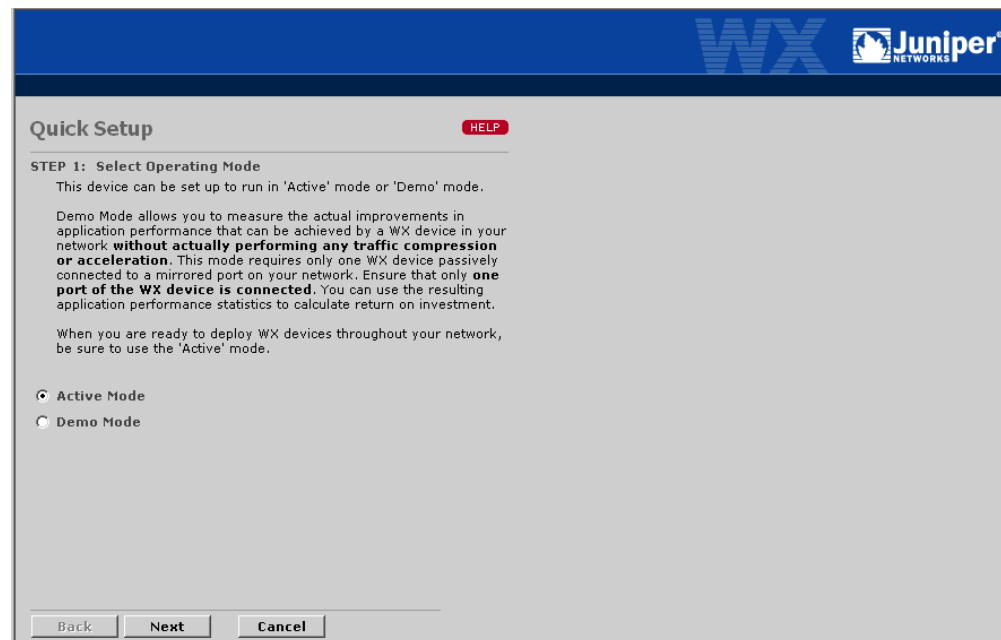 WX
Juniper®
NETWORKS
Quick Setup
HELP
STEP 1: Select Operating Mode
This device can be set up to run in 'Active' mode or 'Demo' mode.
Demo Mode allows you to measure the actual improvements in
application performance that can be achieved by a WX device in your
network without actually performing any traffic compression
or acceleration. This mode requires only one WX device passively
connected to a mirrored port on your network. Ensure that only one
port of the WX device is connected. You can use the resulting
application performance statistics to calculate return on investment.
When you are ready to deploy WX devices throughout your network,
be sure to use the 'Active' mode.
Active Mode
Demo Mode
Back Next Cancel